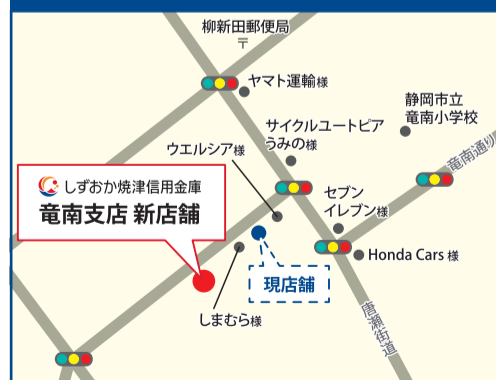 柳新田郵便局
〒
ヤマト運輸様
静岡市立
竜南小学校
サイクルユートピア
うみの様
ウエルシア様
竜南通り
しずおか焼津信用金庫
竜南支店 新店舗
セブン
イレブン様
Honda Cars 様
現店舗
しまむら様
唐瀬街道